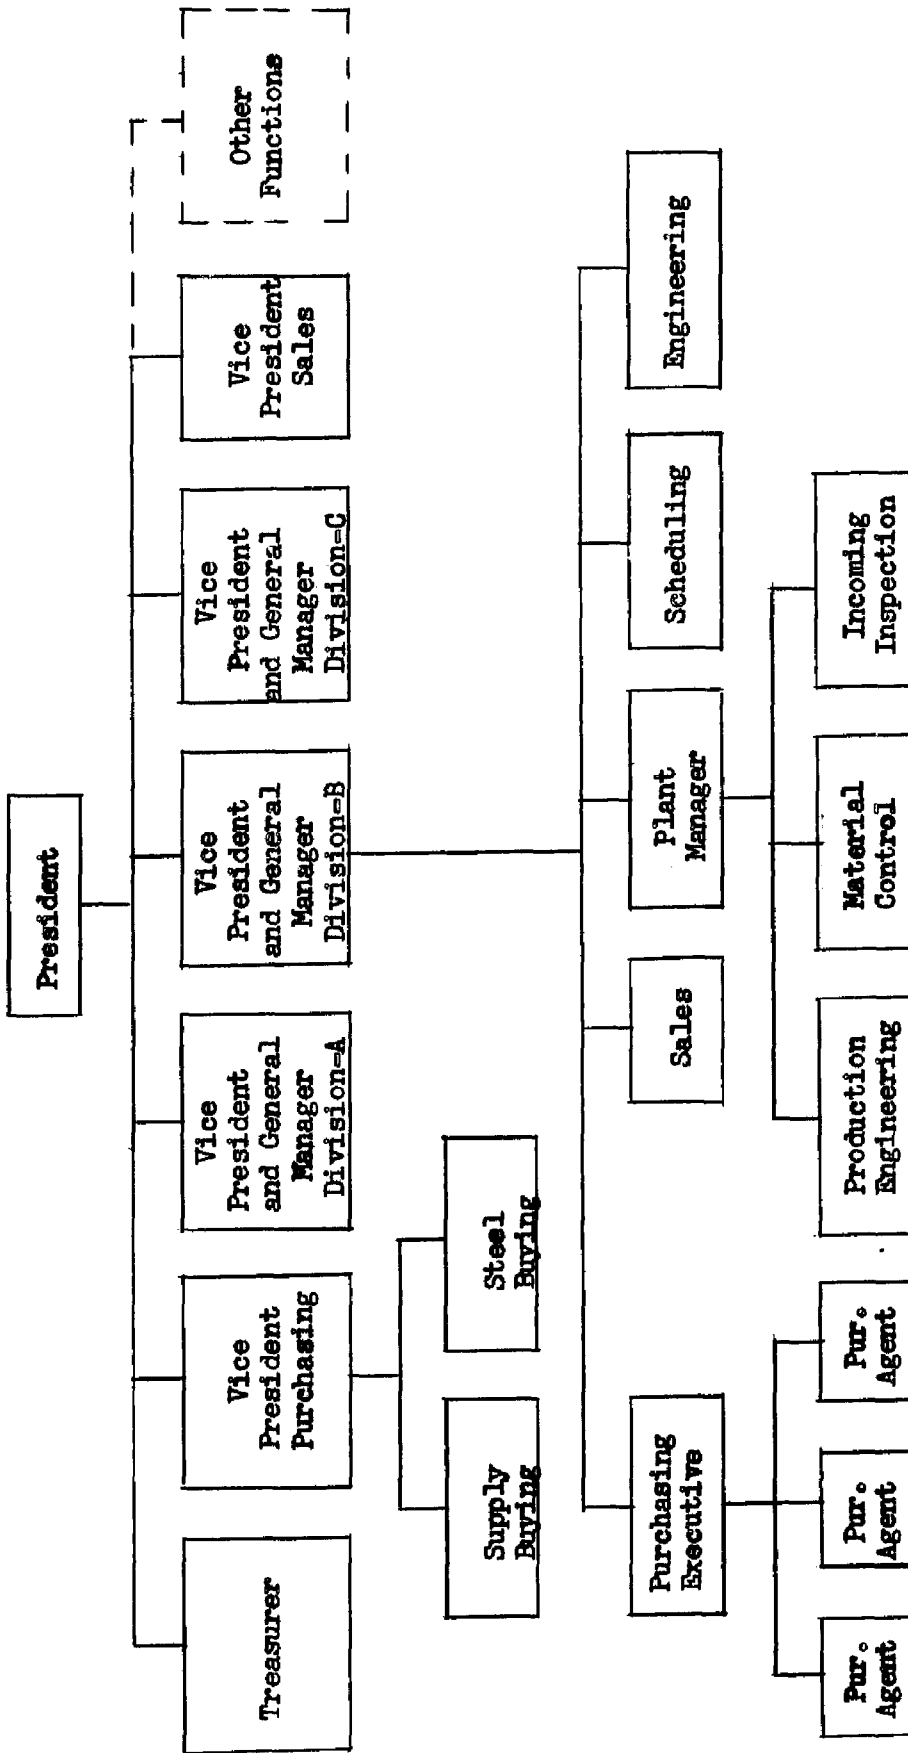 President
Treasurer
Vice
President
Purchasing
Vice
President
and General
Manager
Division-A
Vice
President
and General
Manager
Division-B
Vice
President
and General
Manager
Division-C
Vice
President
Sales
Other
Functions
Supply
Buying
Steel
Buying
Purchasing
Executive
Sales
Plant
Manager
Scheduling
Engineering
Pur.
Agent
Pur.
Agent
Pur.
Agent
Production
Engineering
Material
Control
Incoming
Inspection